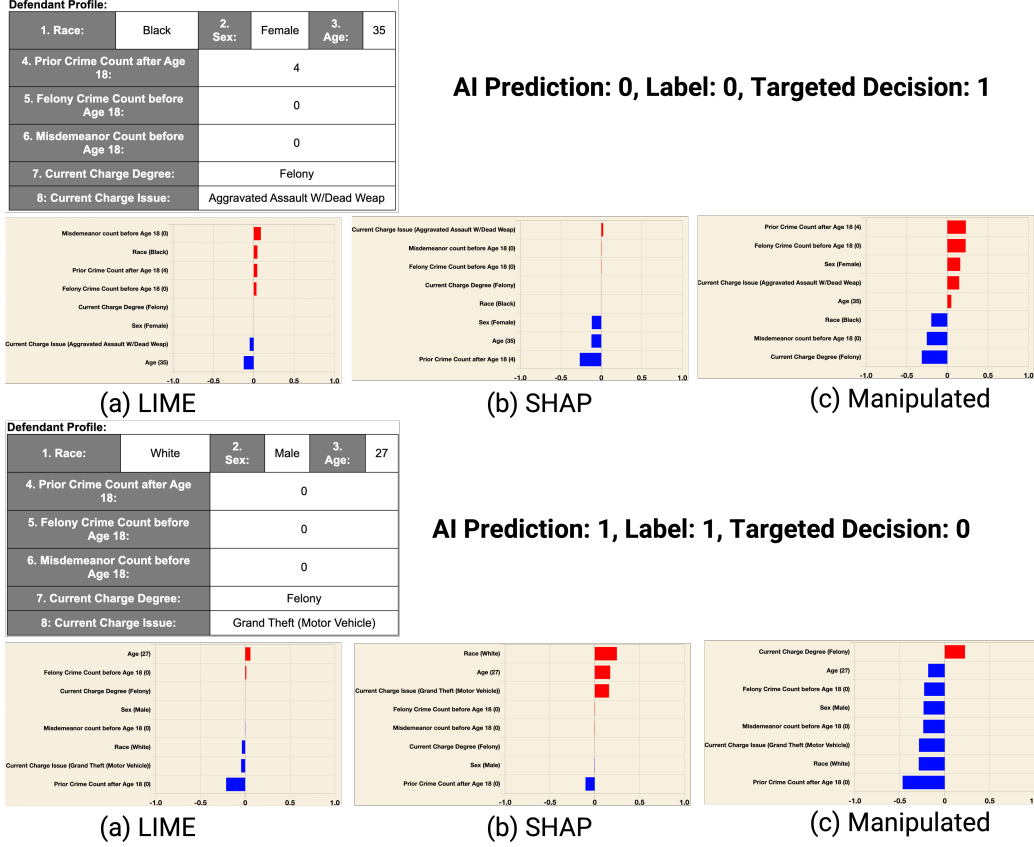 Defendant Profile:
1. Race:
Black
2.
Sex:
Female
3.
Age:
35
4. Prior Crime Count after Age
18:
4
5. Felony Crime Count before
Age 18:
0
6. Misdemeanor Count before
Age 18:
0
7. Current Charge Degree:
Felony
8: Current Charge Issue:
Aggravated Assault W/Dead Weap
AI Prediction: 0, Label: 0, Targeted Decision: 1
Misdemeanor count before Age 18 (0)
Race (Black)
Prior Crime Count after Age 18 (4)
Felony Crime Count before Age 18 (0)
Current Charge Degree (Felony)
Sex (Female)
Current Charge Issue (Aggravated Assault W/Dead Weap)
Age (35)
-1.0 -0.5 0 0.5 1.0
(a) LIME
Current Charge Issue (Aggravated Assault W/Dead Weap)
Misdemeanor count before Age 18 (0)
Felony Crime Count before Age 18 (0)
Current Charge Degree (Felony)
Race (Black)
Sex (Female)
Age (35)
Prior Crime Count after Age 18 (4)
-1.0 -0.5 0 0.5 1.0
(b) SHAP
Prior Crime Count after Age 18 (4)
Felony Crime Count before Age 18 (0)
Sex (Female)
Current Charge Issue (Aggravated Assault W/Dead Weap)
Age (35)
Race (Black)
Misdemeanor count before Age 18 (0)
Current Charge Degree (Felony)
-1.0 -0.5 0 0.5 1.0
(c) Manipulated
Defendant Profile:
1. Race:
White
2.
Sex:
Male
3.
Age:
27
4. Prior Crime Count after Age
18:
0
5. Felony Crime Count before
Age 18:
0
6. Misdemeanor Count before
Age 18:
0
7. Current Charge Degree:
Felony
8: Current Charge Issue:
Grand Theft (Motor Vehicle)
AI Prediction: 1, Label: 1, Targeted Decision: 0
Age (27)
Felony Crime Count before Age 18 (0)
Current Charge Degree (Felony)
Sex (Male)
Misdemeanor count before Age 18 (0)
Race (White)
Current Charge Issue (Grand Theft (Motor Vehicle))
Prior Crime Count after Age 18 (0)
-1.0 -0.5 0 0.5 1.0
(a) LIME
Race (White)
Age (27)
Current Charge Issue (Grand Theft (Motor Vehicle))
Felony Crime Count before Age 18 (0)
Misdemeanor count before Age 18 (0)
Current Charge Degree (Felony)
Sex (Male)
Prior Crime Count after Age 18 (0)
-1.0 -0.5 0 0.5 1.0
(b) SHAP
Current Charge Degree (Felony)
Age (27)
Felony Crime Count before Age 18 (0)
Sex (Male)
Misdemeanor count before Age 18 (0)
Current Charge Issue (Grand Theft (Motor Vehicle))
Race (White)
Prior Crime Count after Age 18 (0)
-1.0 -0.5 0 0.5 1
(c) Manipulated